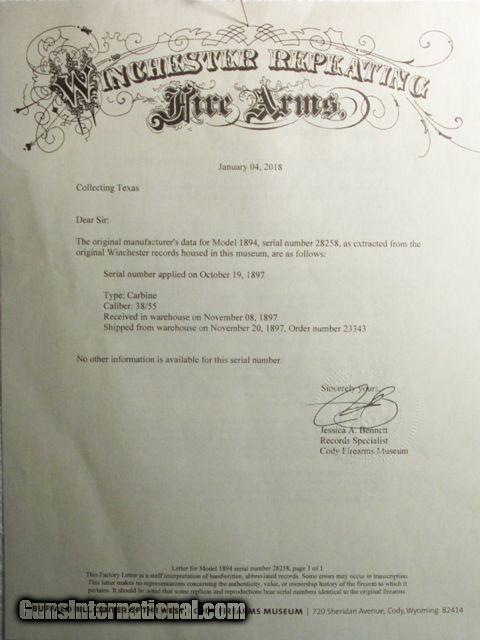 WINCHESTER REPEATING
Fire Arms.
January 04, 2018
Collecting Texas
Dear Sir:
The original manufacturer's data for Model 1894, serial number 28258, as extracted from the
original Winchester records housed in this museum, are as follows:
Serial number applied on October 19, 1897
Type: Carbine
Caliber: 38/55
Received in warehouse on November 08, 1897
Shipped from warehouse on November 20, 1897, Order number 23343
No other information is available for this serial number.
Sincerely yours,
Jessica A. Bennett
Records Specialist
Cody Firearms Museum
Letter for Model 1894 serial number 28258, page 1 of 1
This Factory Letter is a staff interpretation of handwritten, abbreviated records. Some errors may occur in transcription.
This letter makes no representations concerning the authenticity, value, or ownership history of the firearm to which it
pertains. It should be noted that some replicas and reproductions bear serial numbers identical to the original firearms
FIREARMS MUSEUM | 720 Sheridan Avenue, Cody, Wyoming 82414
GunsInternational.com